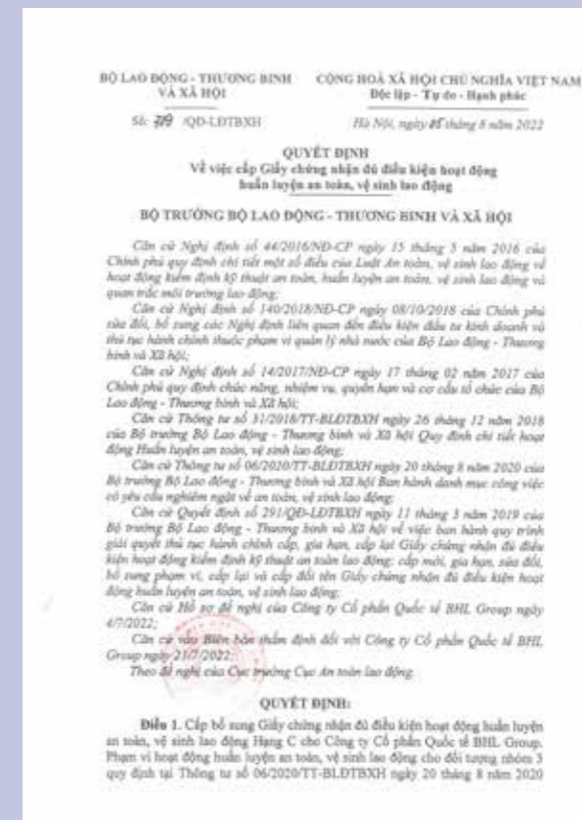 BỘ LAO ĐỘNG - THƯƠNG BINH
VÀ XÃ HỘI
CỘNG HOÀ XÃ HỘI CHỦ NGHĨA VIỆT NAM
Độc lập - Tự do - Hạnh phúc
Số: /QĐ-LĐTBXH
Hà Nội, ngày 05 tháng 8 năm 2022
QUYẾT ĐỊNH
Về việc cấp Giấy chứng nhận đủ điều kiện hoạt động
huấn luyện an toàn, vệ sinh lao động
BỘ TRƯỞNG BỘ LAO ĐỘNG - THƯƠNG BINH VÀ XÃ HỘI
Căn cứ Nghị định số 44/2016/NĐ-CP ngày 15 tháng 5 năm 2016 của
Chính phủ quy định chi tiết một số điều của Luật An toàn, vệ sinh lao động về
hoạt động kiểm định kỹ thuật an toàn, huấn luyện an toàn, vệ sinh lao động và
quan trắc môi trường lao động;
Căn cứ Nghị định số 140/2018/NĐ-CP ngày 08/10/2018 của Chính phủ
sửa đổi, bổ sung các Nghị định liên quan đến điều kiện đầu tư kinh doanh và
thủ tục hành chính thuộc phạm vi quản lý nhà nước của Bộ Lao động - Thương
binh và Xã hội;
Căn cứ Nghị định số 14/2017/NĐ-CP ngày 17 tháng 02 năm 2017 của
Chính phủ quy định chức năng, nhiệm vụ, quyền hạn và cơ cấu tổ chức của Bộ
Lao động - Thương binh và Xã hội;
Căn cứ Thông tư số 31/2018/TT-BLĐTBXH ngày 26 tháng 12 năm 2018
của Bộ trưởng Bộ Lao động - Thương binh và Xã hội Quy định chi tiết hoạt
động Huấn luyện an toàn, vệ sinh lao động;
Căn cứ Thông tư số 06/2020/TT-BLĐTBXH ngày 20 tháng 8 năm 2020 của
Bộ trưởng Bộ Lao động - Thương binh và Xã hội Ban hành danh mục công việc
có yêu cầu nghiêm ngặt về an toàn, vệ sinh lao động;
Căn cứ Quyết định số 291/QĐ-LĐTBXH ngày 11 tháng 3 năm 2019 của
Bộ trưởng Bộ Lao động - Thương binh và Xã hội về việc ban hành quy trình
giải quyết thủ tục hành chính cấp, gia hạn, cấp lại Giấy chứng nhận đủ điều
kiện hoạt động kiểm định kỹ thuật an toàn lao động; cấp mới, gia hạn, sửa đổi,
bổ sung phạm vi, cấp lại và cấp đổi tên Giấy chứng nhận đủ điều kiện hoạt
động huấn luyện an toàn, vệ sinh lao động;
Căn cứ Hồ sơ đề nghị của Công ty Cổ phần Quốc tế BHL Group ngày
4/7/2022;
Căn cứ vào Biên bản thẩm định đối với Công ty Cổ phần Quốc tế BHL
Group ngày 21/7/2022;
Theo đề nghị của Cục trưởng Cục An toàn lao động.
QUYẾT ĐỊNH:
Điều 1. Cấp bổ sung Giấy chứng nhận đủ điều kiện hoạt động huấn luyện
an toàn, vệ sinh lao động Hạng C cho Công ty Cổ phần Quốc tế BHL Group.
Phạm vi hoạt động huấn luyện an toàn, vệ sinh lao động cho đối tượng nhóm 3
quy định tại Thông tư số 06/2020/TT-BLĐTBXH ngày 20 tháng 8 năm 2020